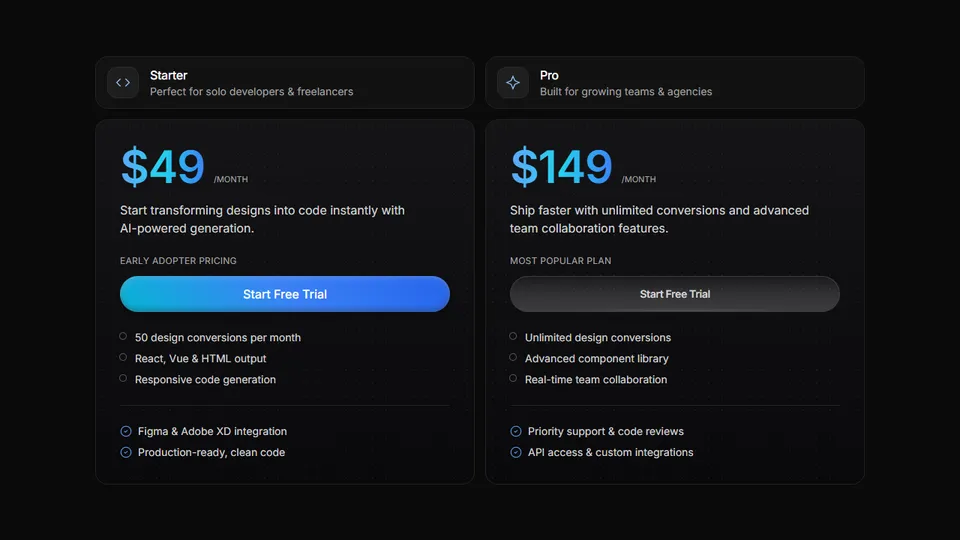 Starter
Perfect for solo developers & freelancers
$49 /MONTH
Start transforming designs into code instantly with
AI-powered generation.
EARLY ADOPTER PRICING
Start Free Trial
50 design conversions per month
React, Vue & HTML output
Responsive code generation
Figma & Adobe XD integration
Production-ready, clean code
Pro
Built for growing teams & agencies
$149 /MONTH
Ship faster with unlimited conversions and advanced
team collaboration features.
MOST POPULAR PLAN
Start Free Trial
Unlimited design conversions
Advanced component library
Real-time team collaboration
Priority support & code reviews
API access & custom integrations